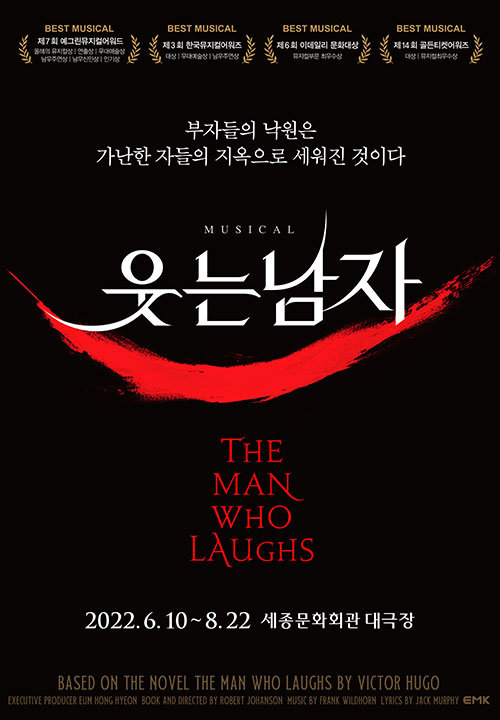 BEST MUSICAL
제7회 예그린뮤지컬어워드
올해의 뮤지컬상 | 연출상 | 무대예술상
남우주연상 | 남우신인상 | 인기상
BEST MUSICAL
제3회 한국뮤지컬어워즈
대상 | 무대예술상 | 남우주연상
BEST MUSICAL
제6회 이데일리 문화대상
뮤지컬부문 최우수상
BEST MUSICAL
제14회 골든티켓어워즈
대상 | 뮤지컬최우수상
부자들의 낙원은
가난한 자들의 지옥으로 세워진 것이다
MUSICAL
웃는남자
THE
MAN
WHO
LAUGHS
2022.6.10~8.22 세종문화회관 대극장
BASED ON THE NOVEL THE MAN WHO LAUGHS BY VICTOR HUGO
EXECUTIVE PRODUCER EUM HONG HYEON BOOK AND DIRECTED BY ROBERT JOHANSON MUSIC BY FRANK WILDHORN LYRICS BY JACK MURPHY EMK